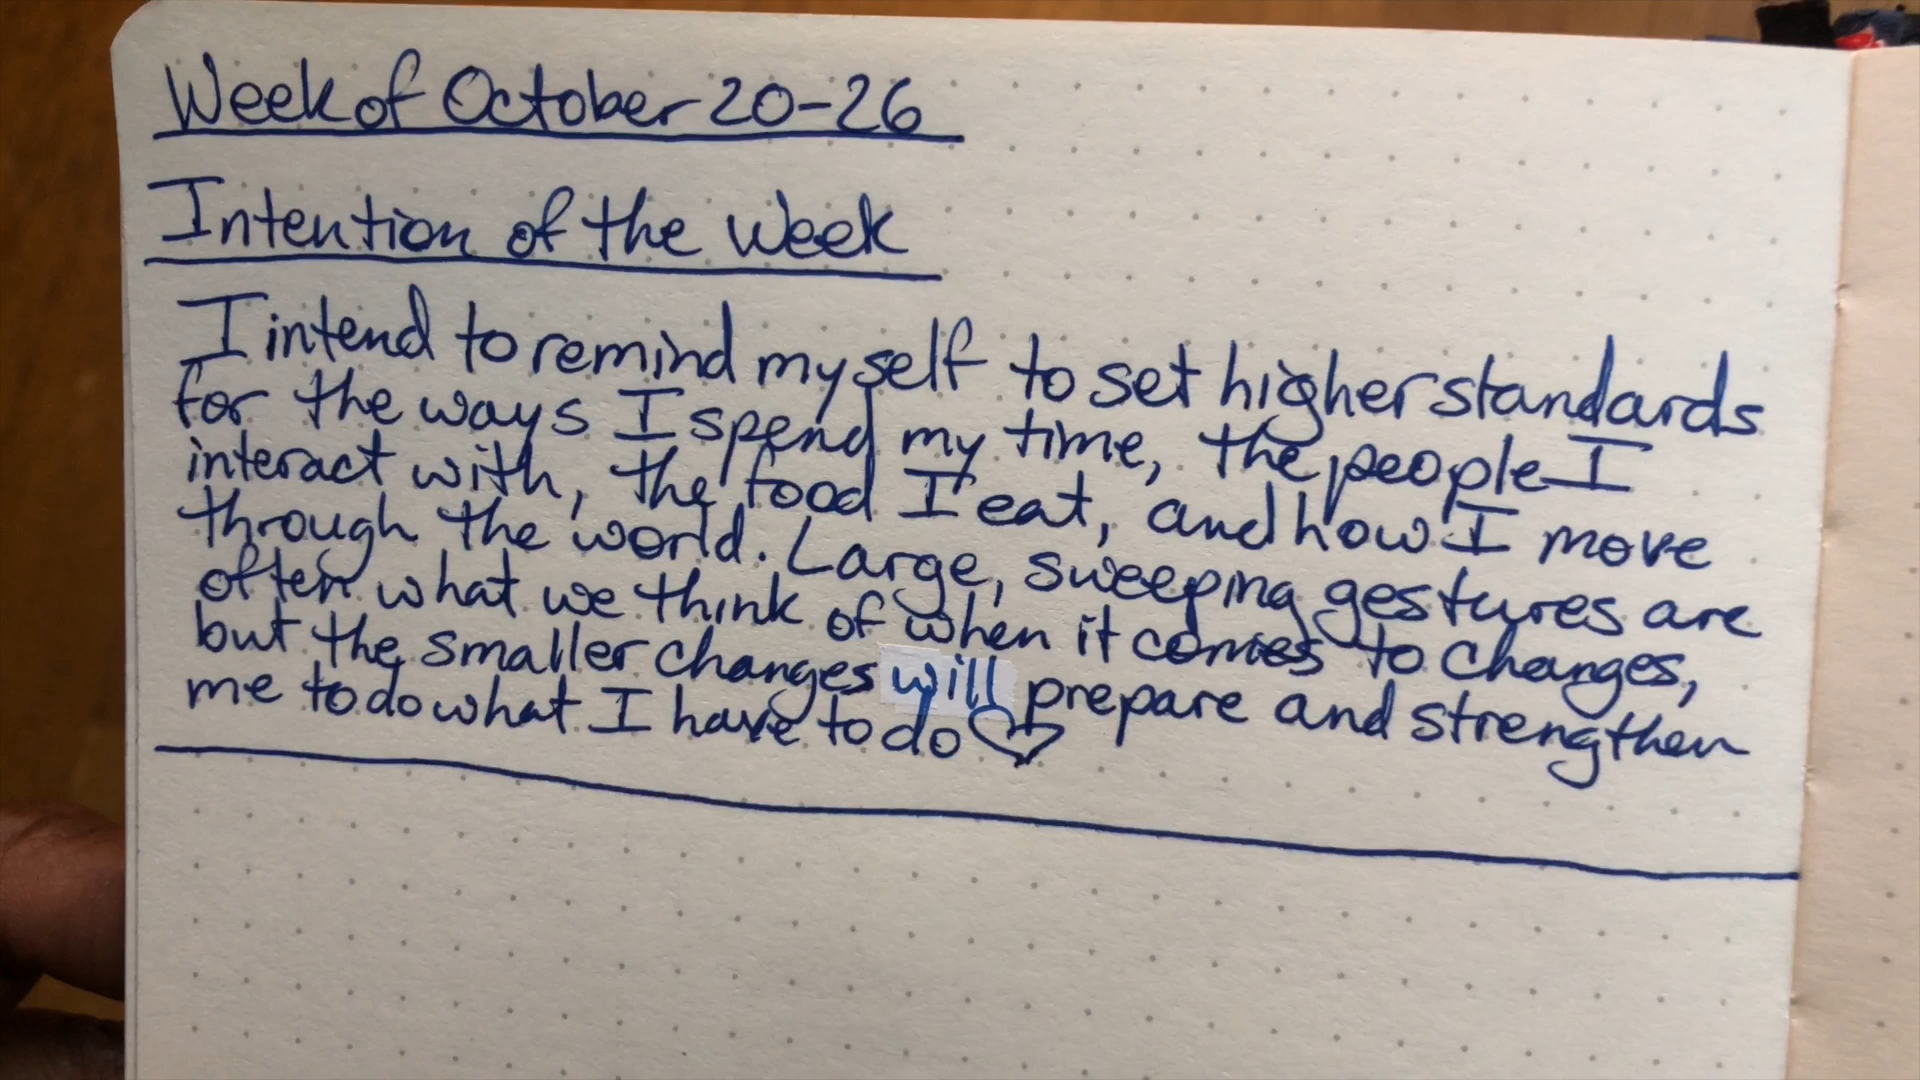 Week of October 20-26
Intention of the Week
I intend to remind myself to set higher standards
for the ways I spend my time, the people I
interact with, the food I eat, and how I move
through the world. Large, sweeping gestures are
often what we think of when it comes to changes,
but the smaller changes will prepare and strengthen
me to do what I have to do ♡